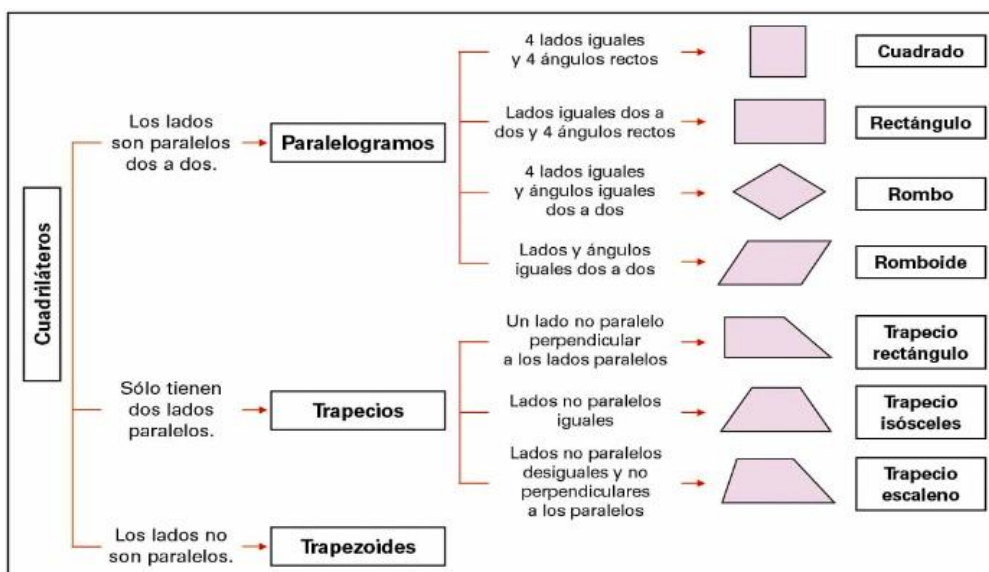 Cuadriláteros
Los lados
son paralelos
dos a dos.
Paralelogramos
4 lados iguales
y 4 ángulos rectos
Cuadrado
Lados iguales dos a
dos y 4 ángulos rectos
Rectángulo
4 lados iguales
y ángulos iguales
dos a dos
Rombo
Lados y ángulos
iguales dos a dos
Romboide
Sólo tienen
dos lados
paralelos.
Trapecios
Un lado no paralelo
perpendicular
a los lados paralelos
Trapecio
rectángulo
Lados no paralelos
iguales
Trapecio
isósceles
Lados no paralelos
desiguales y no
perpendiculares
a los paralelos
Trapecio
escaleno
Los lados no
son paralelos.
Trapezoides